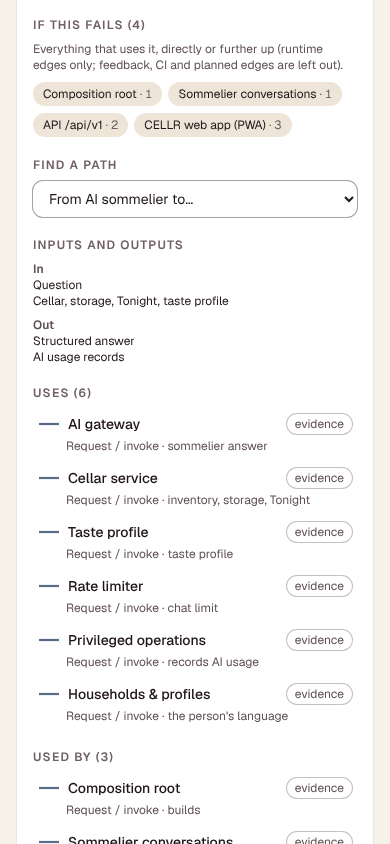 IF THIS FAILS (4)
Everything that uses it, directly or further up (runtime
edges only; feedback, CI and planned edges are left out).
Composition root · 1
Sommelier conversations · 1
API /api/v1 · 2
CELLR web app (PWA) · 3
FIND A PATH
From AI sommelier to...
INPUTS AND OUTPUTS
In
Question
Cellar, storage, Tonight, taste profile
Out
Structured answer
AI usage records
USES (6)
AI gateway
evidence
Request / invoke · sommelier answer
Cellar service
evidence
Request / invoke · inventory, storage, Tonight
Taste profile
evidence
Request / invoke · taste profile
Rate limiter
evidence
Request / invoke · chat limit
Privileged operations
evidence
Request / invoke · records AI usage
Households & profiles
evidence
Request / invoke · the person's language
USED BY (3)
Composition root
evidence
Request / invoke · builds
Sommelier conversations
evidence